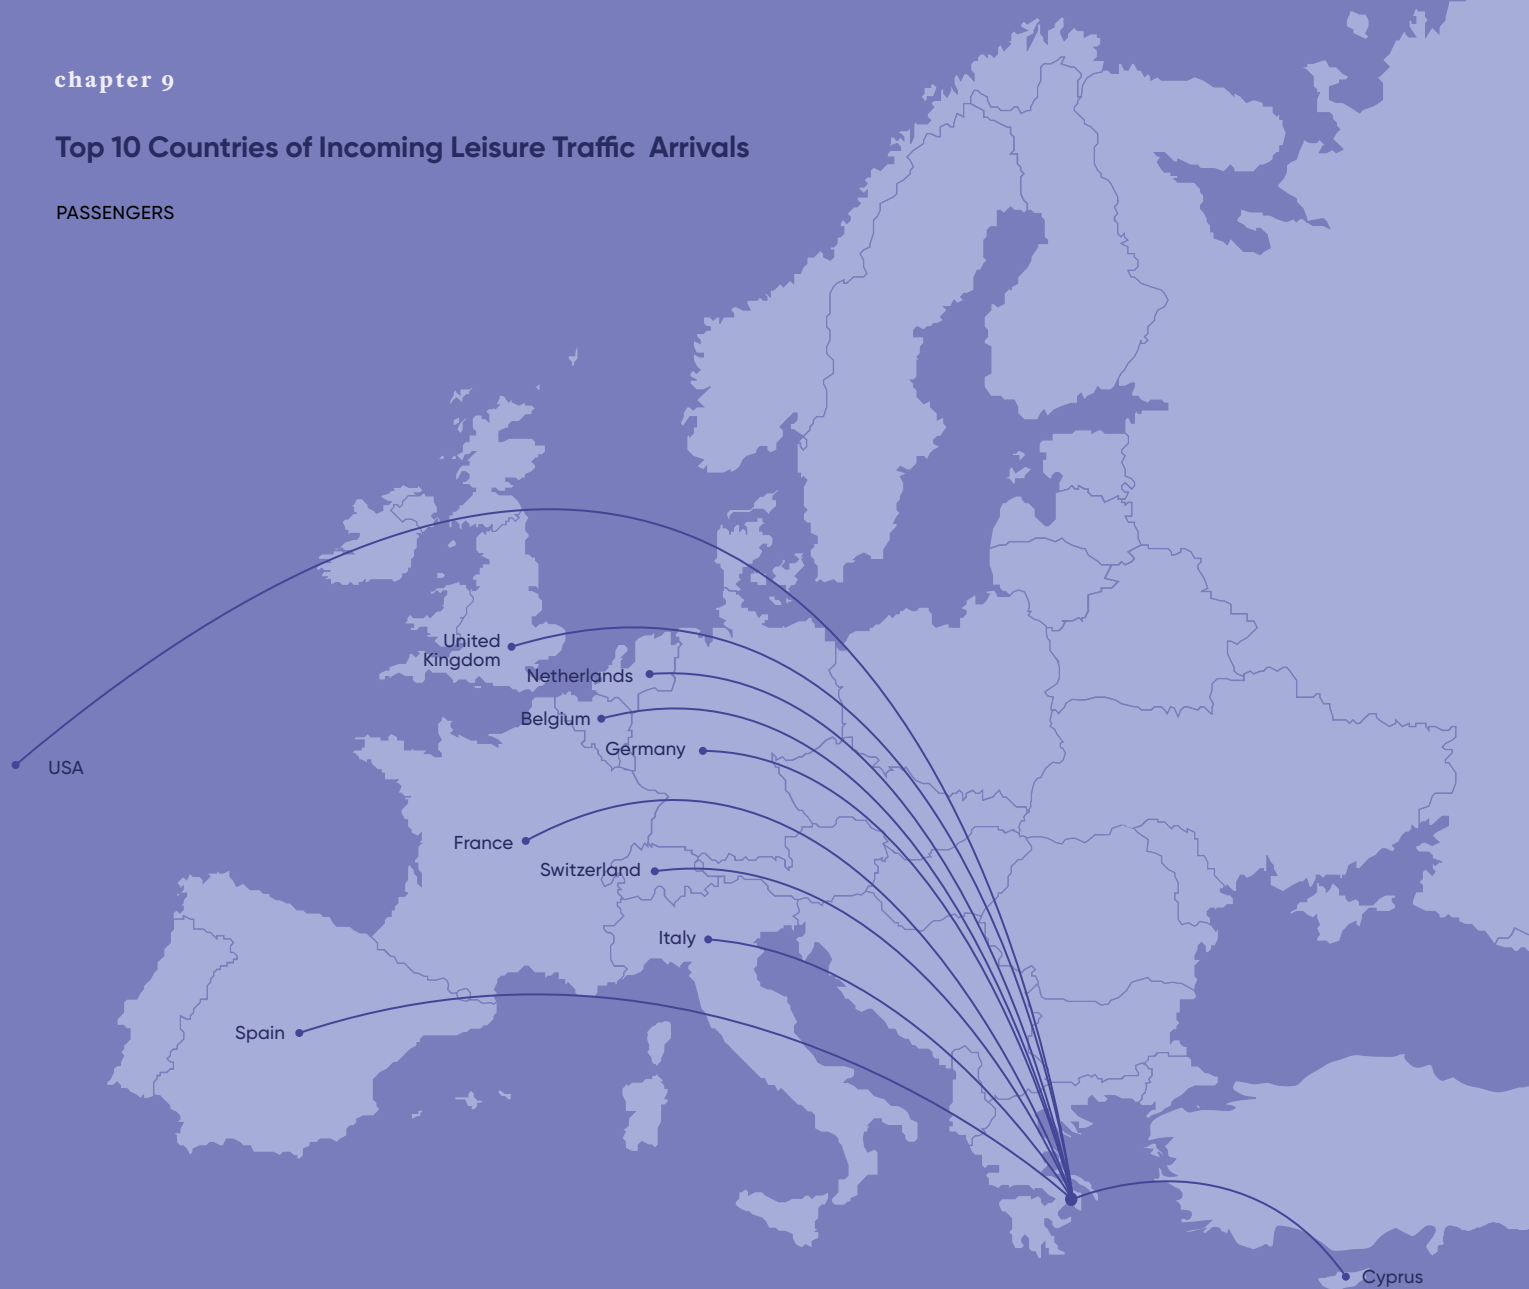 chapter 9
Top 10 Countries of Incoming Leisure Traffic Arrivals
PASSENGERS
United
Kingdom
Netherlands
Belgium
Germany
USA
France
Switzerland
Italy
Spain
Cyprus